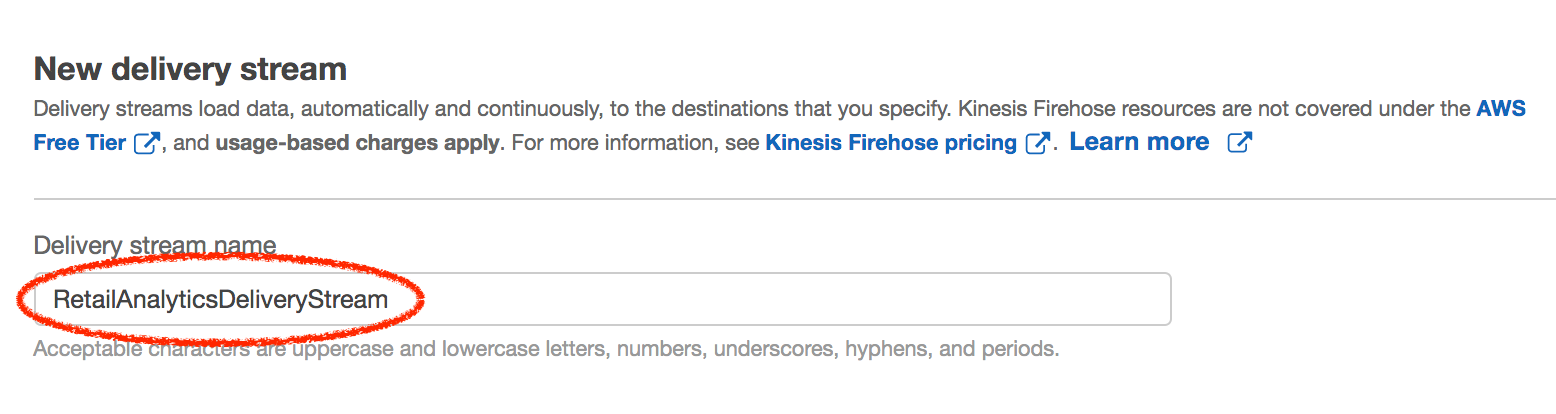 New delivery stream
Delivery streams load data, automatically and continuously, to the destinations that you specify. Kinesis Firehose resources are not covered under the AWS
Free Tier, and usage-based charges apply. For more information, see Kinesis Firehose pricing. Learn more
Delivery stream name
RetailAnalyticsDeliveryStream
Acceptable characters are uppercase and lowercase letters, numbers, underscores, hyphens, and periods.